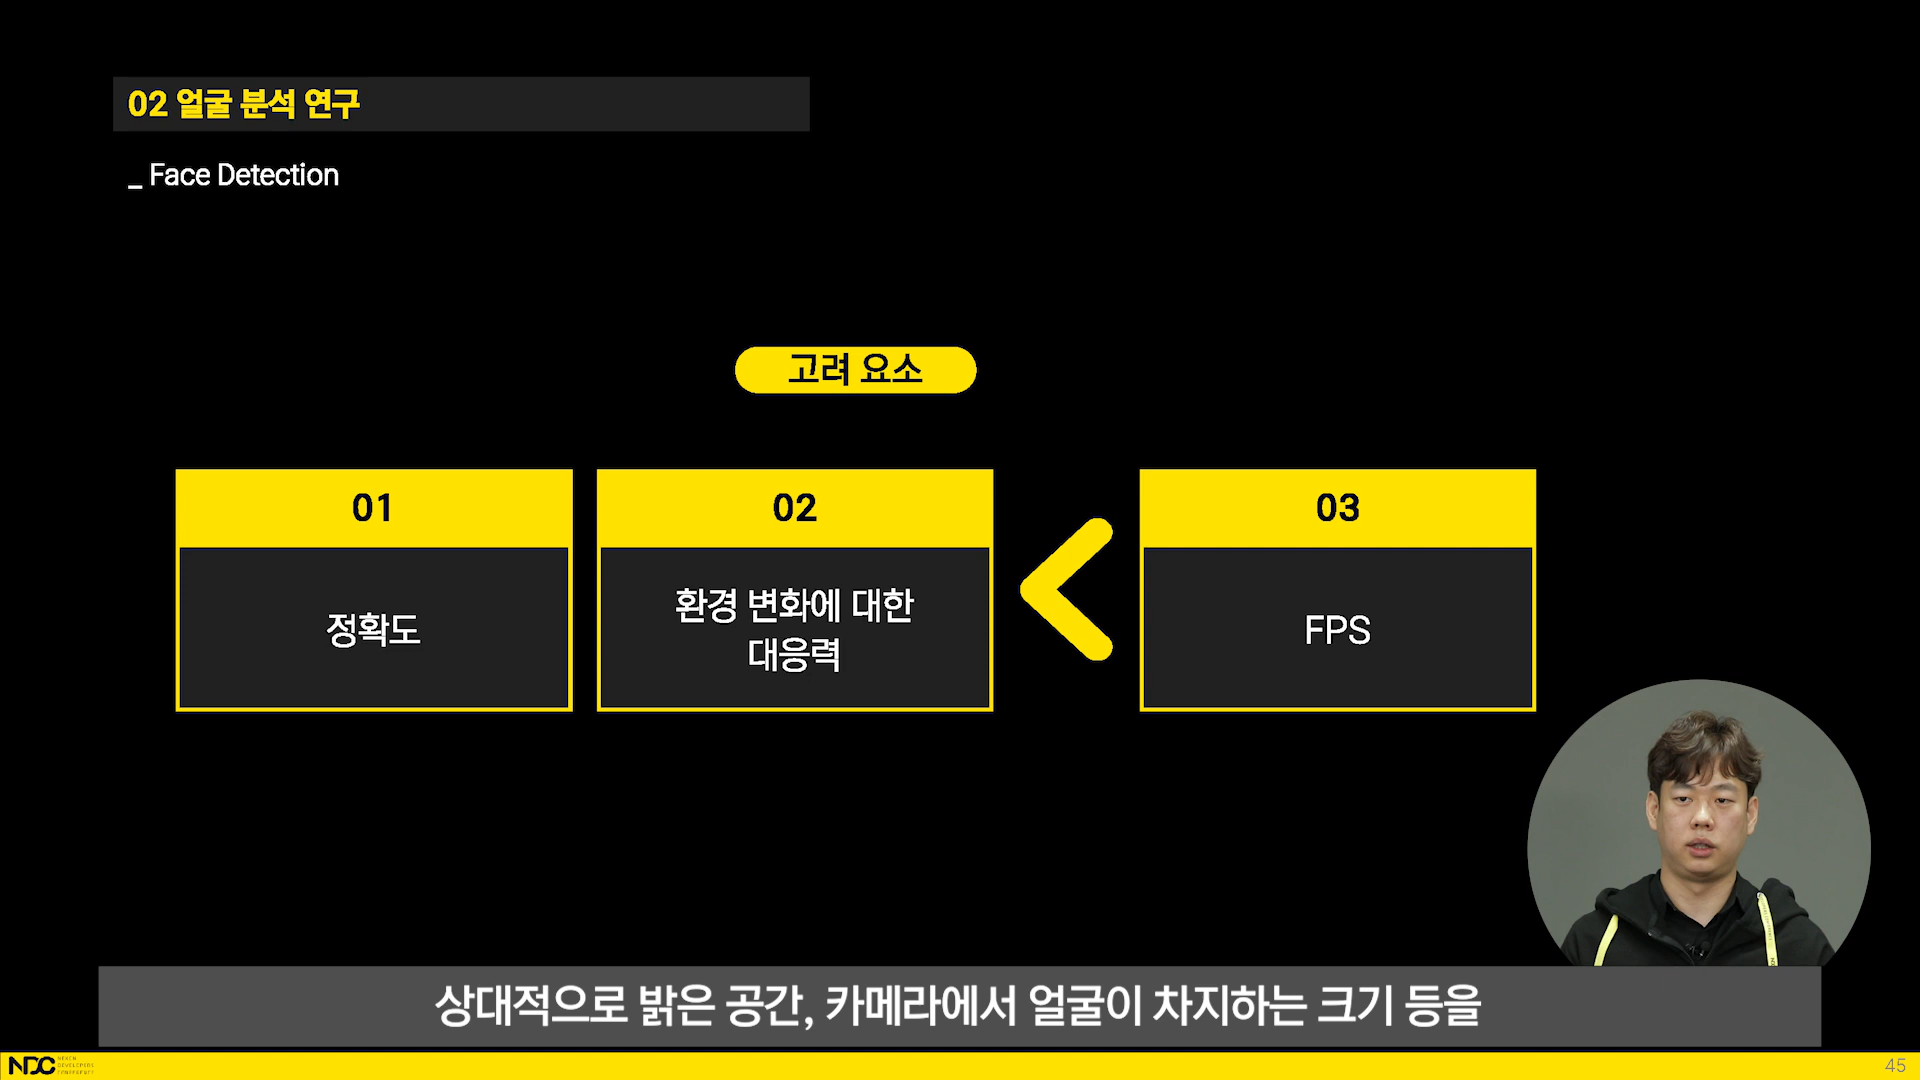 02 얼굴 분석 연구
_ Face Detection
고려 요소
01
02
03
정확도
환경 변화에 대한
대응력
FPS
상대적으로 밝은 공간, 카메라에서 얼굴이 차지하는 크기 등을
NDC
NEXON
DEVELOPERS
CONFERENCE
45